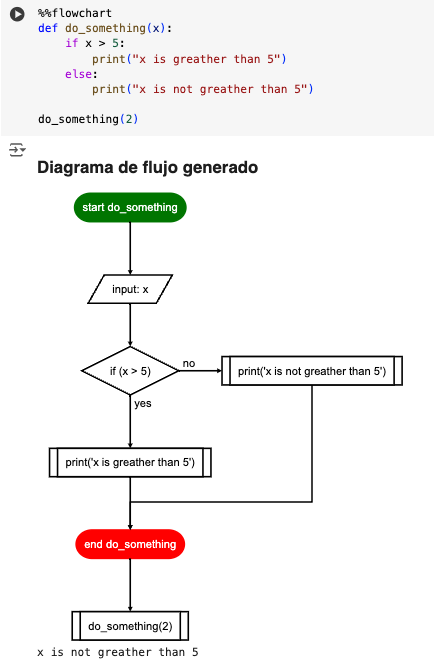 %%flowchart
def do_something(x):
    if x > 5:
        print("x is greather than 5")
    else:
        print("x is not greather than 5")
do_something(2)
Diagrama de flujo generado
start do_something
input: x
if (x > 5)
no
print('x is not greather than 5')
yes
print('x is greather than 5')
end do_something
do_something(2)
x is not greather than 5